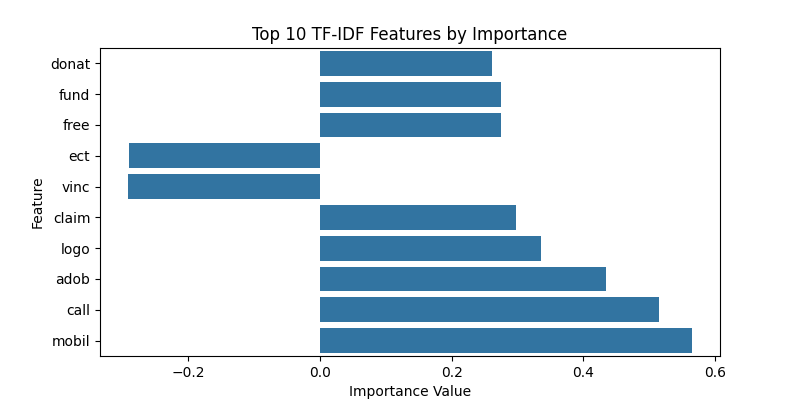 Top 10 TF-IDF Features by Importance
donat
fund
free
ect
vinc
claim
logo
adob
call
mobil
Feature
−0.2
0.0
0.2
0.4
0.6
Importance Value